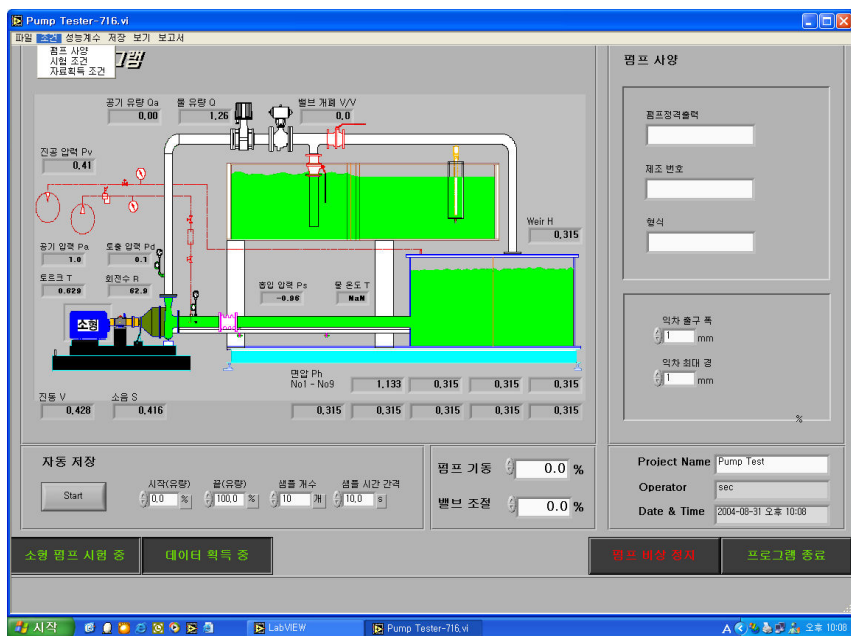 Pump Tester-716.vi
파일 조건 성능계수 저장 보기 보고서
펌프 사양
시험 조건
자료획득 조건
그램
공기 유량 Qa
0.00
물 유량 Q
1.26
밸브 개폐 V/V
0.0
진공 압력 Pv
0.41
Weir H
0.315
공기 압력 Pa
1.0
토출 압력 Pd
0.1
토르크 T
0.629
회전수 R
62.9
흡입 압력 Ps
-0.96
물 온도 T
NaN
소형
면압 Ph
No1 - No9
1.133 0.315 0.315 0.315
0.315 0.315 0.315 0.315 0.315
진동 V
0.428
소음 S
0.416
펌프 사양
펌프정격출력
제조 번호
형식
익차 출구 폭
1 mm
익차 최대 경
1 mm
%
자동 저장
Start
시작(유량)
0.0 %
끝(유량)
100.0 %
샘플 개수
10 개
샘플 시간 간격
10.0 s
펌프 기동 0.0 %
밸브 조절 0.0 %
Project Name Pump Test
Operator sec
Date & Time 2004-08-31 오후 10:08
소형 펌프 시험 중
데이터 획득 중
펌프 비상 정지
프로그램 종료
시작
LabVIEW
Pump Tester-716.vi
A
오후 10:08